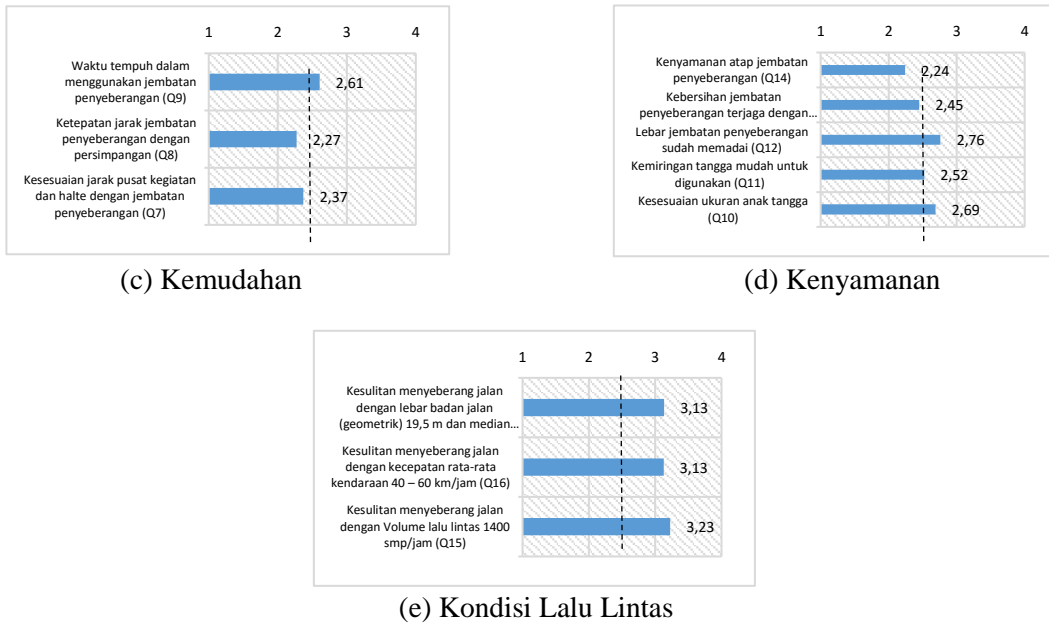 1 2 3 4
Waktu tempuh dalam
menggunakan jembatan
penyeberangan (Q9)
2,61
Ketepatan jarak jembatan
penyeberangan dengan
persimpangan (Q8)
2,27
Kesesuaian jarak pusat kegiatan
dan halte dengan jembatan
penyeberangan (Q7)
2,37
(c) Kemudahan
1 2 3 4
Kenyamanan atap jembatan
penyeberangan (Q14)
2,24
Kebersihan jembatan
penyeberangan terjaga dengan…
2,45
Lebar jembatan penyeberangan
sudah memadai (Q12)
2,76
Kemiringan tangga mudah untuk
digunakan (Q11)
2,52
Kesesuaian ukuran anak tangga
(Q10)
2,69
(d) Kenyamanan
1 2 3 4
Kesulitan menyeberang jalan
dengan lebar badan jalan
(geometrik) 19,5 m dan median…
3,13
Kesulitan menyeberang jalan
dengan kecepatan rata-rata
kendaraan 40 – 60 km/jam (Q16)
3,13
Kesulitan menyeberang jalan
dengan Volume lalu lintas 1400
smp/jam (Q15)
3,23
(e) Kondisi Lalu Lintas